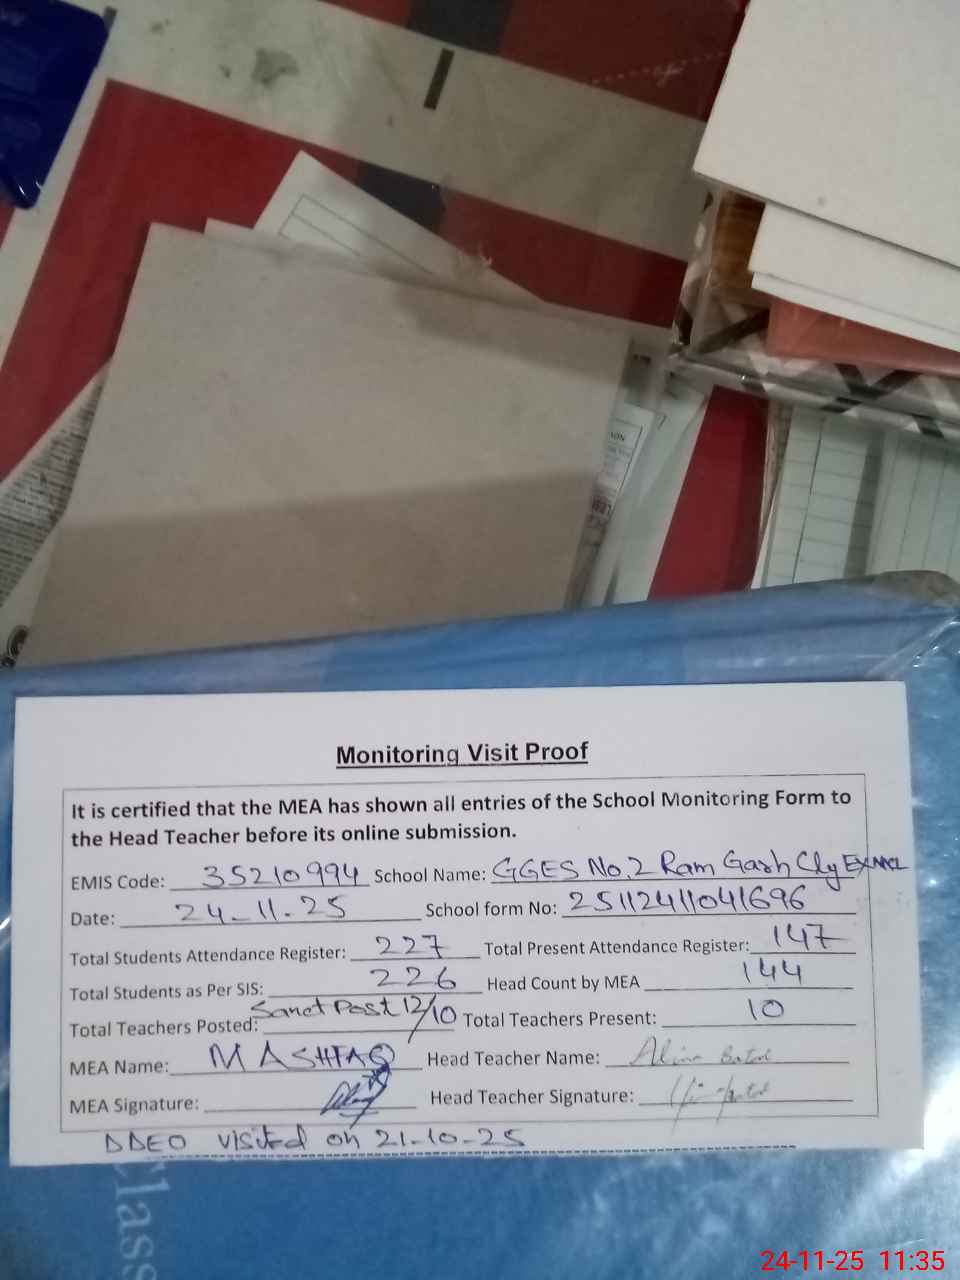 Monitoring Visit Proof
It is certified that the MEA has shown all entries of the School Monitoring Form to
the Head Teacher before its online submission.
EMIS Code: 35210994 School Name: GGES No.2 Ram Garh Cly
Date: 24-11-25 School form No: 25112411041696
Total Students Attendance Register: 227 Total Present Attendance Register: 147
Total Students as Per SIS: 226 Head Count by MEA 144
Total Teachers Posted: Sanct Post 12/10 Total Teachers Present: 10
MEA Name: M ASHFAQ Head Teacher Name:
MEA Signature: Head Teacher Signature:
DDEO visited on 21-10-25
Class
24-11-25 11:35